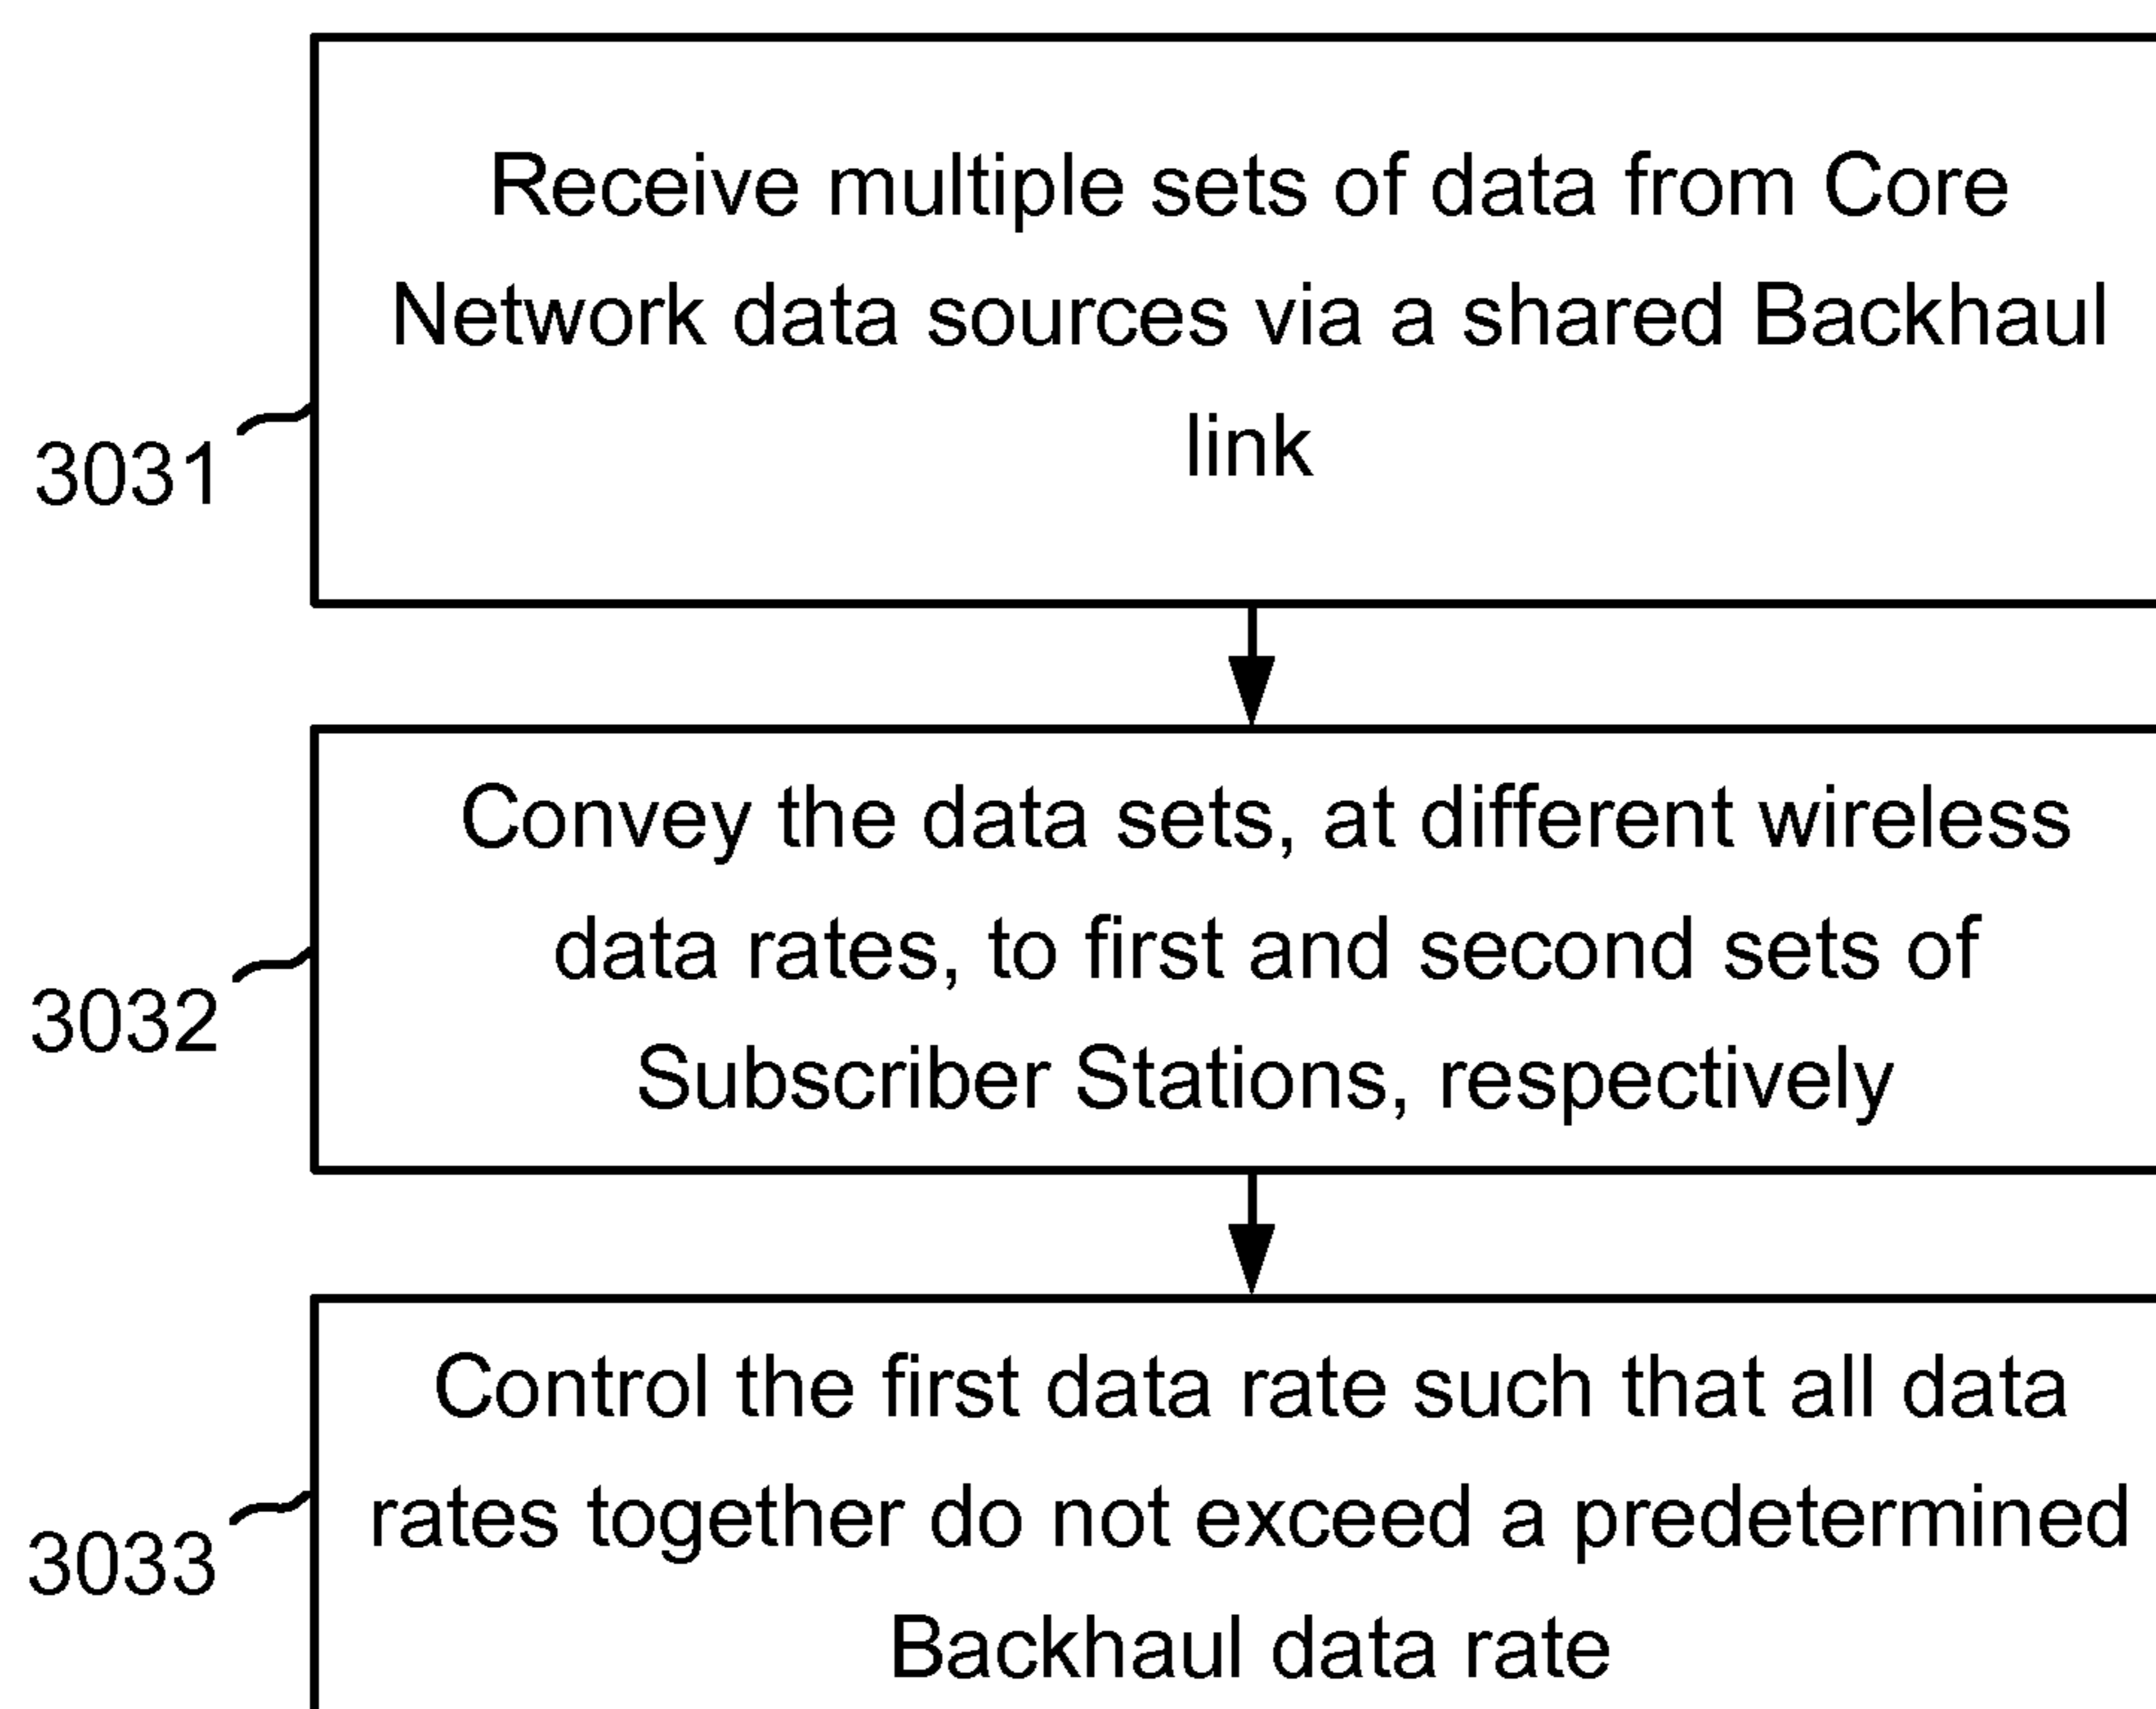 Receive multiple sets of data from Core
Network data sources via a shared Backhaul
link
3031
Convey the data sets, at different wireless
data rates, to first and second sets of
Subscriber Stations, respectively
3032
Control the first data rate such that all data
rates together do not exceed a predetermined
Backhaul data rate
3033